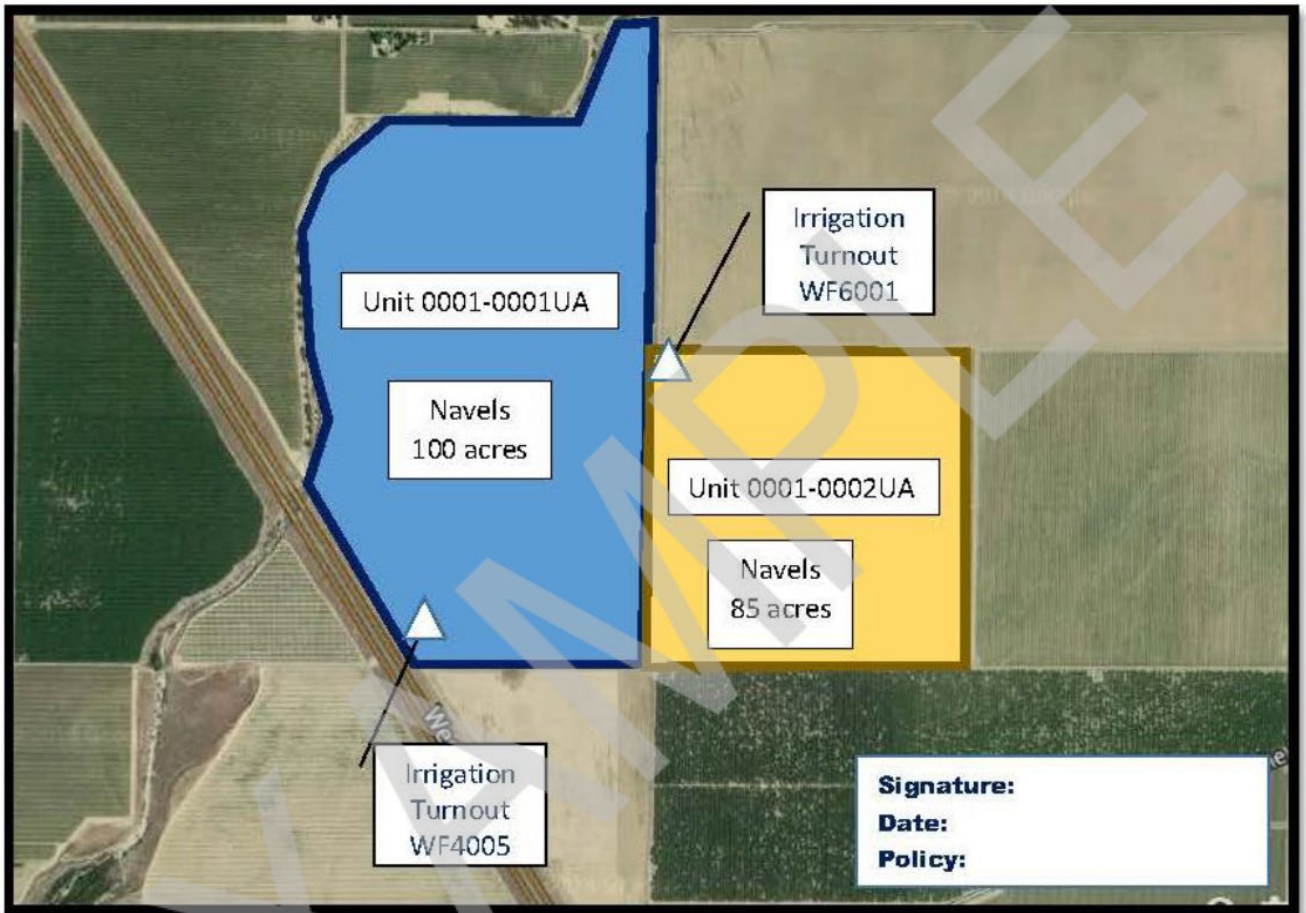 Unit 0001-0001UA
Navels
100 acres
Irrigation
Turnout
WF6001
Unit 0001-0002UA
Navels
85 acres
Irrigation
Turnout
WF4005
Signature:
Date:
Policy: